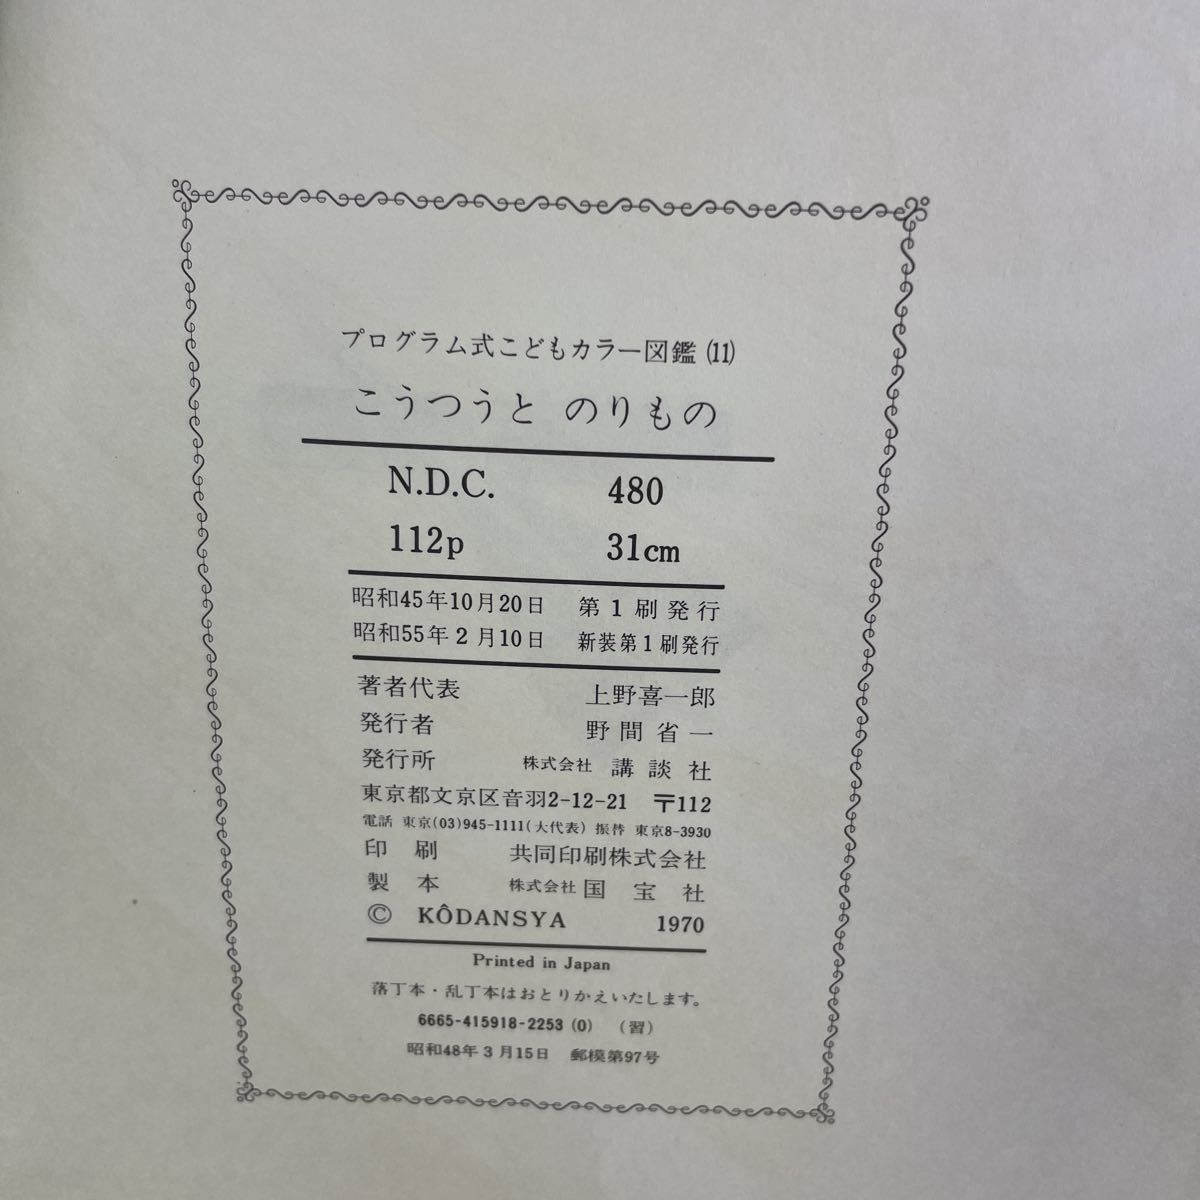 プログラム式こどもカラー図鑑 (11)
こうつうと のりもの
N.D.C. 480
112p 31cm
昭和45年10月20日 第1刷発行
昭和55年2月10日 新装第1刷発行
著者代表 上野喜一郎
発行者 野間省一
発行所 株式会社 講談社
東京都文京区音羽2-12-21 〒112
電話 東京(03)945-1111(大代表) 振替 東京8-3930
印刷 共同印刷株式会社
製本 株式会社 国宝社
© KÔDANSYA 1970
Printed in Japan
落丁本・乱丁本はおとりかえいたします。
6665-415918-2253 (0) (習)
昭和48年3月15日 郵模第97号